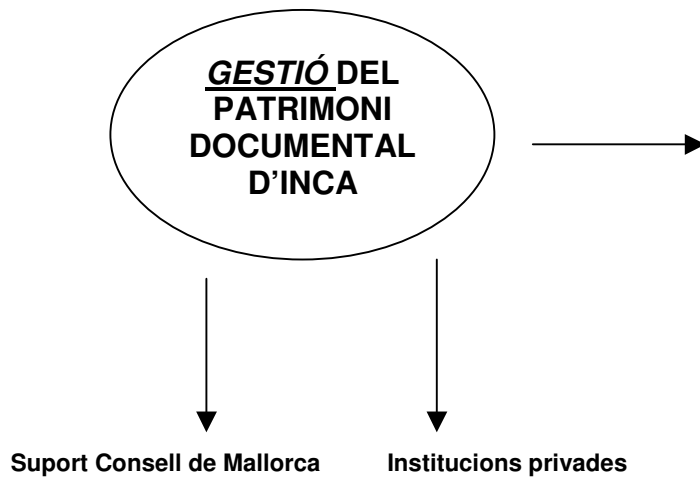 GESTIÓ DEL
PATRIMONI
DOCUMENTAL
D'INCA
Suport Consell de Mallorca
Institucions privades